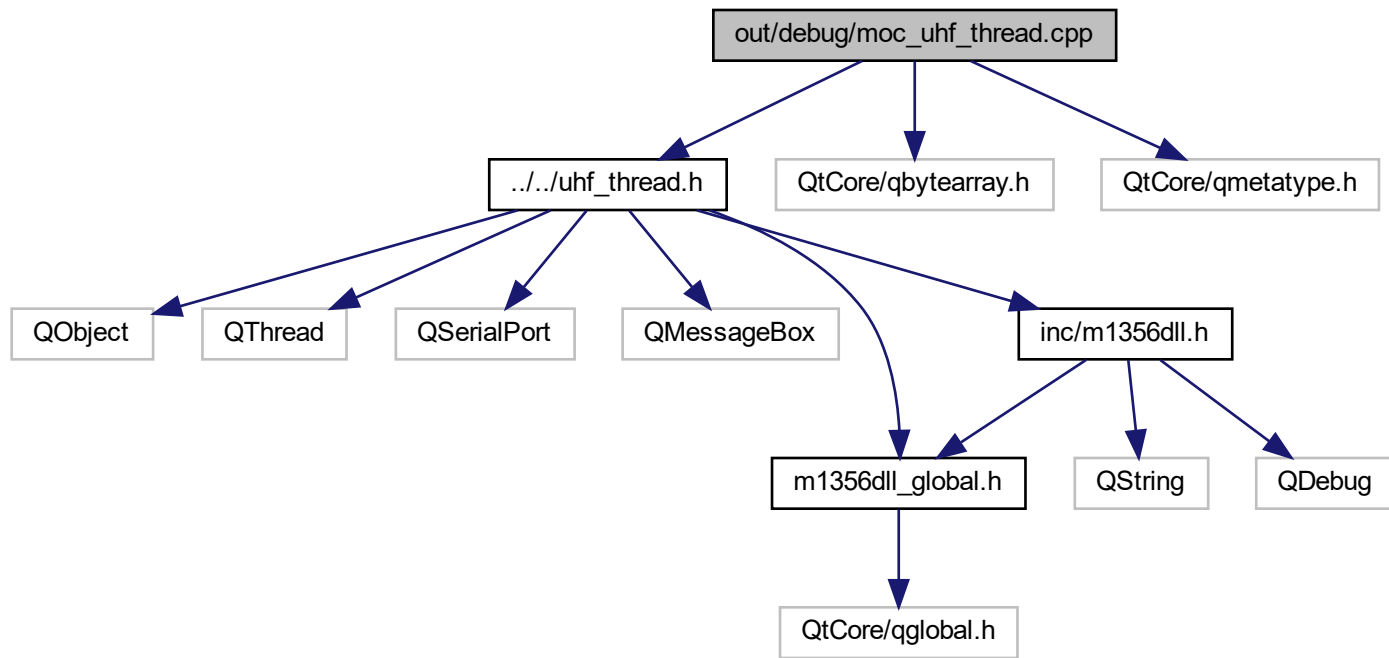 out/debug/moc_uhf_thread.cpp
../../uhf_thread.h
QtCore/qbytearray.h
QtCore/qmetatype.h
QObject
QThread
QSerialPort
QMessageBox
inc/m1356dll.h
m1356dll_global.h
QString
QDebug
QtCore/qglobal.h